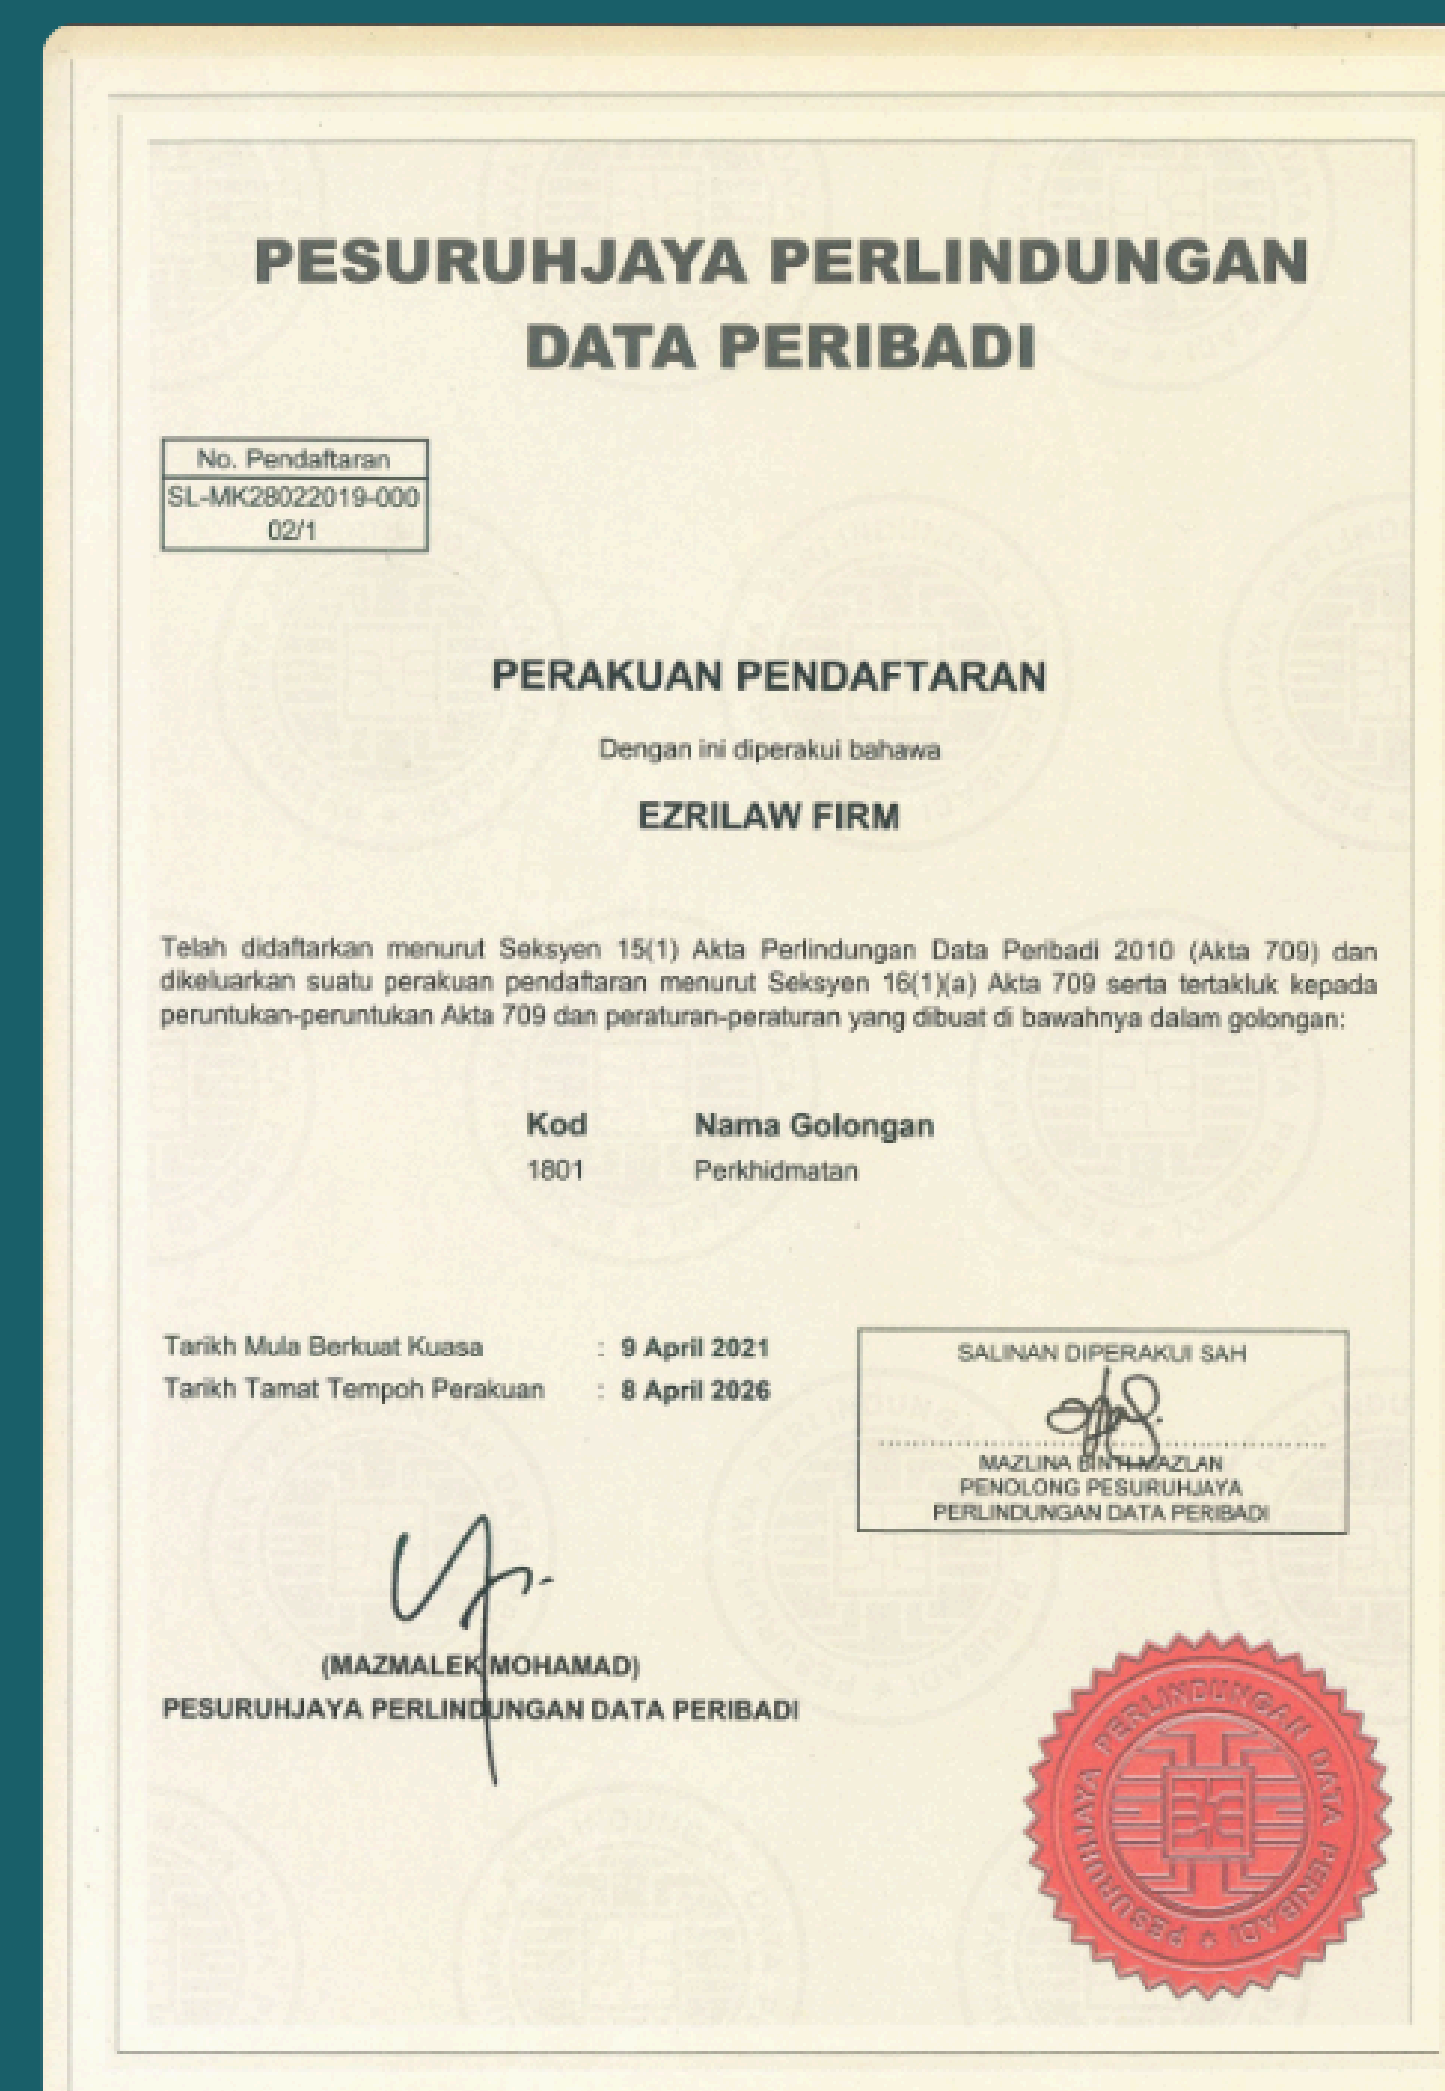 PESURUHJAYA PERLINDUNGAN
DATA PERIBADI
No. Pendaftaran
SL-MK28022019-000
02/1
PERAKUAN PENDAFTARAN
Dengan ini diperakui bahawa
EZRILAW FIRM
Telah didaftarkan menurut Seksyen 15(1) Akta Perlindungan Data Peribadi 2010 (Akta 709) dan
dikeluarkan suatu perakuan pendaftaran menurut Seksyen 16(1)(a) Akta 709 serta tertakluk kepada
peruntukan-peruntukan Akta 709 dan peraturan-peraturan yang dibuat di bawahnya dalam golongan:
Kod Nama Golongan
1801 Perkhidmatan
Tarikh Mula Berkuat Kuasa : 9 April 2021
Tarikh Tamat Tempoh Perakuan : 8 April 2026
SALINAN DIPERAKUI SAH
MAZLINA BINTI MAZLAN
PENOLONG PESURUHJAYA
PERLINDUNGAN DATA PERIBADI
(MAZMALEK MOHAMAD)
PESURUHJAYA PERLINDUNGAN DATA PERIBADI
PESURUHJAYA PERLINDUNGAN DATA PERIBADI